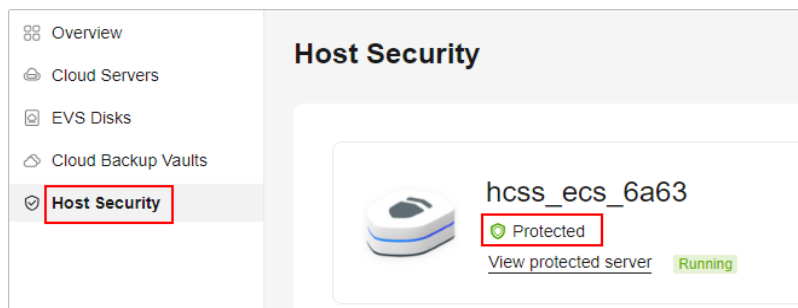 Overview
Cloud Servers
EVS Disks
Cloud Backup Vaults
Host Security
Host Security
hcss_ecs_6a63
Protected
View protected server Running